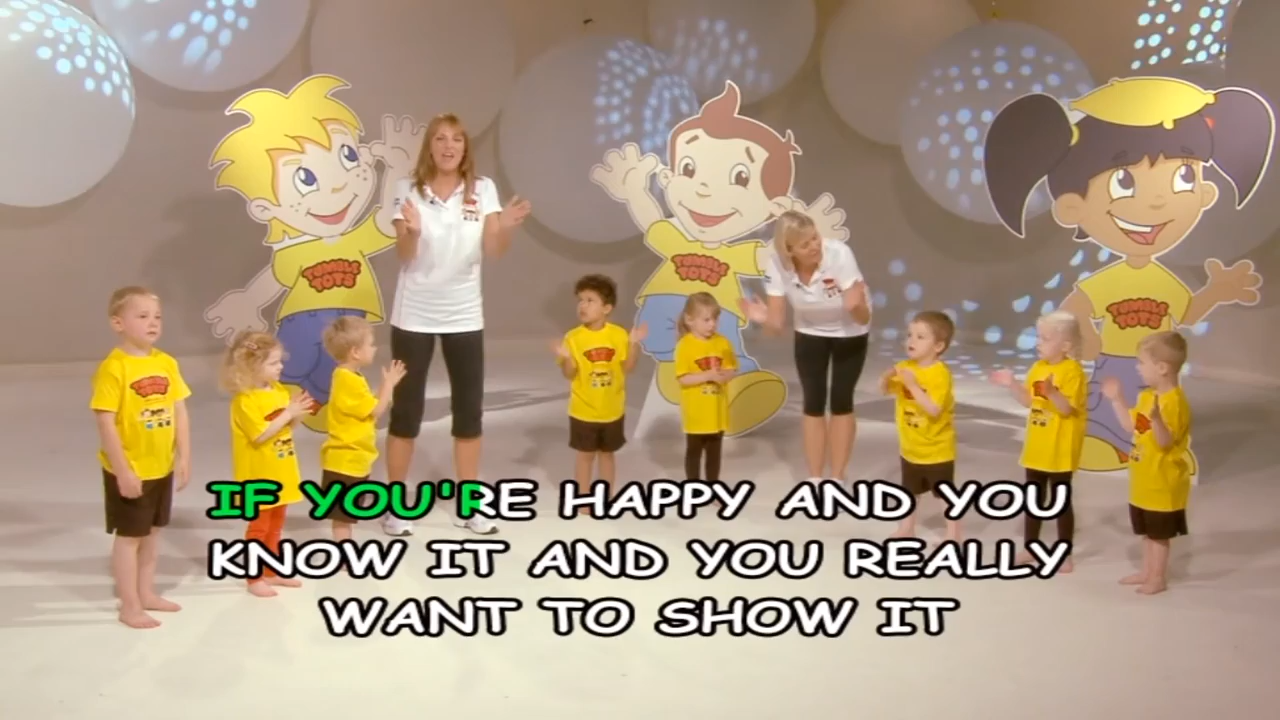 TUMBLE
TOTS
TUMBLE
TOTS
TUMBLE
TOTS
IF YOU'RE HAPPY AND YOU
KNOW IT AND YOU REALLY
WANT TO SHOW IT